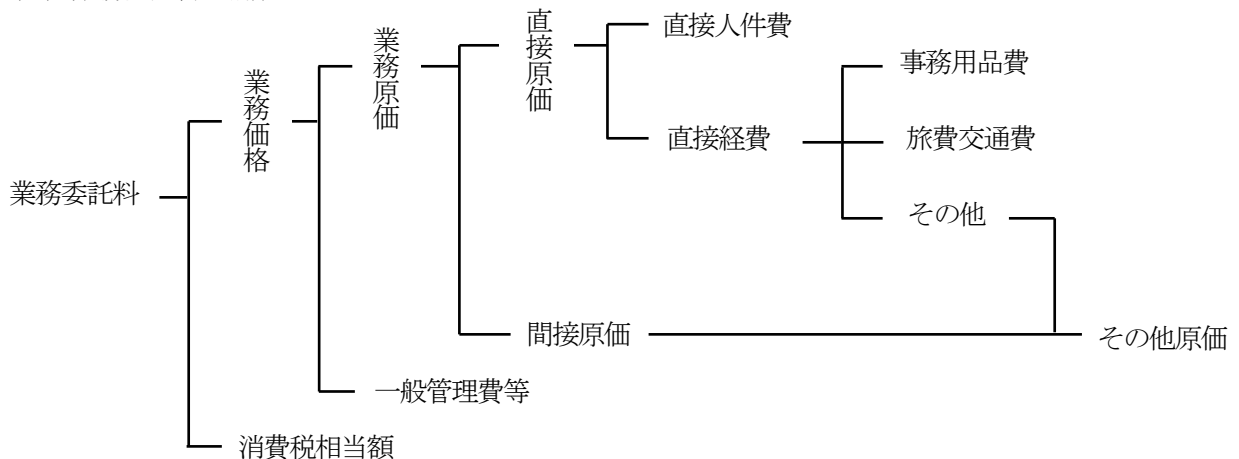 直接人件費
直接原価
業務原価
事務用品費
業務価格
直接経費
旅費交通費
業務委託料
その他
間接原価
その他原価
一般管理費等
消費税相当額